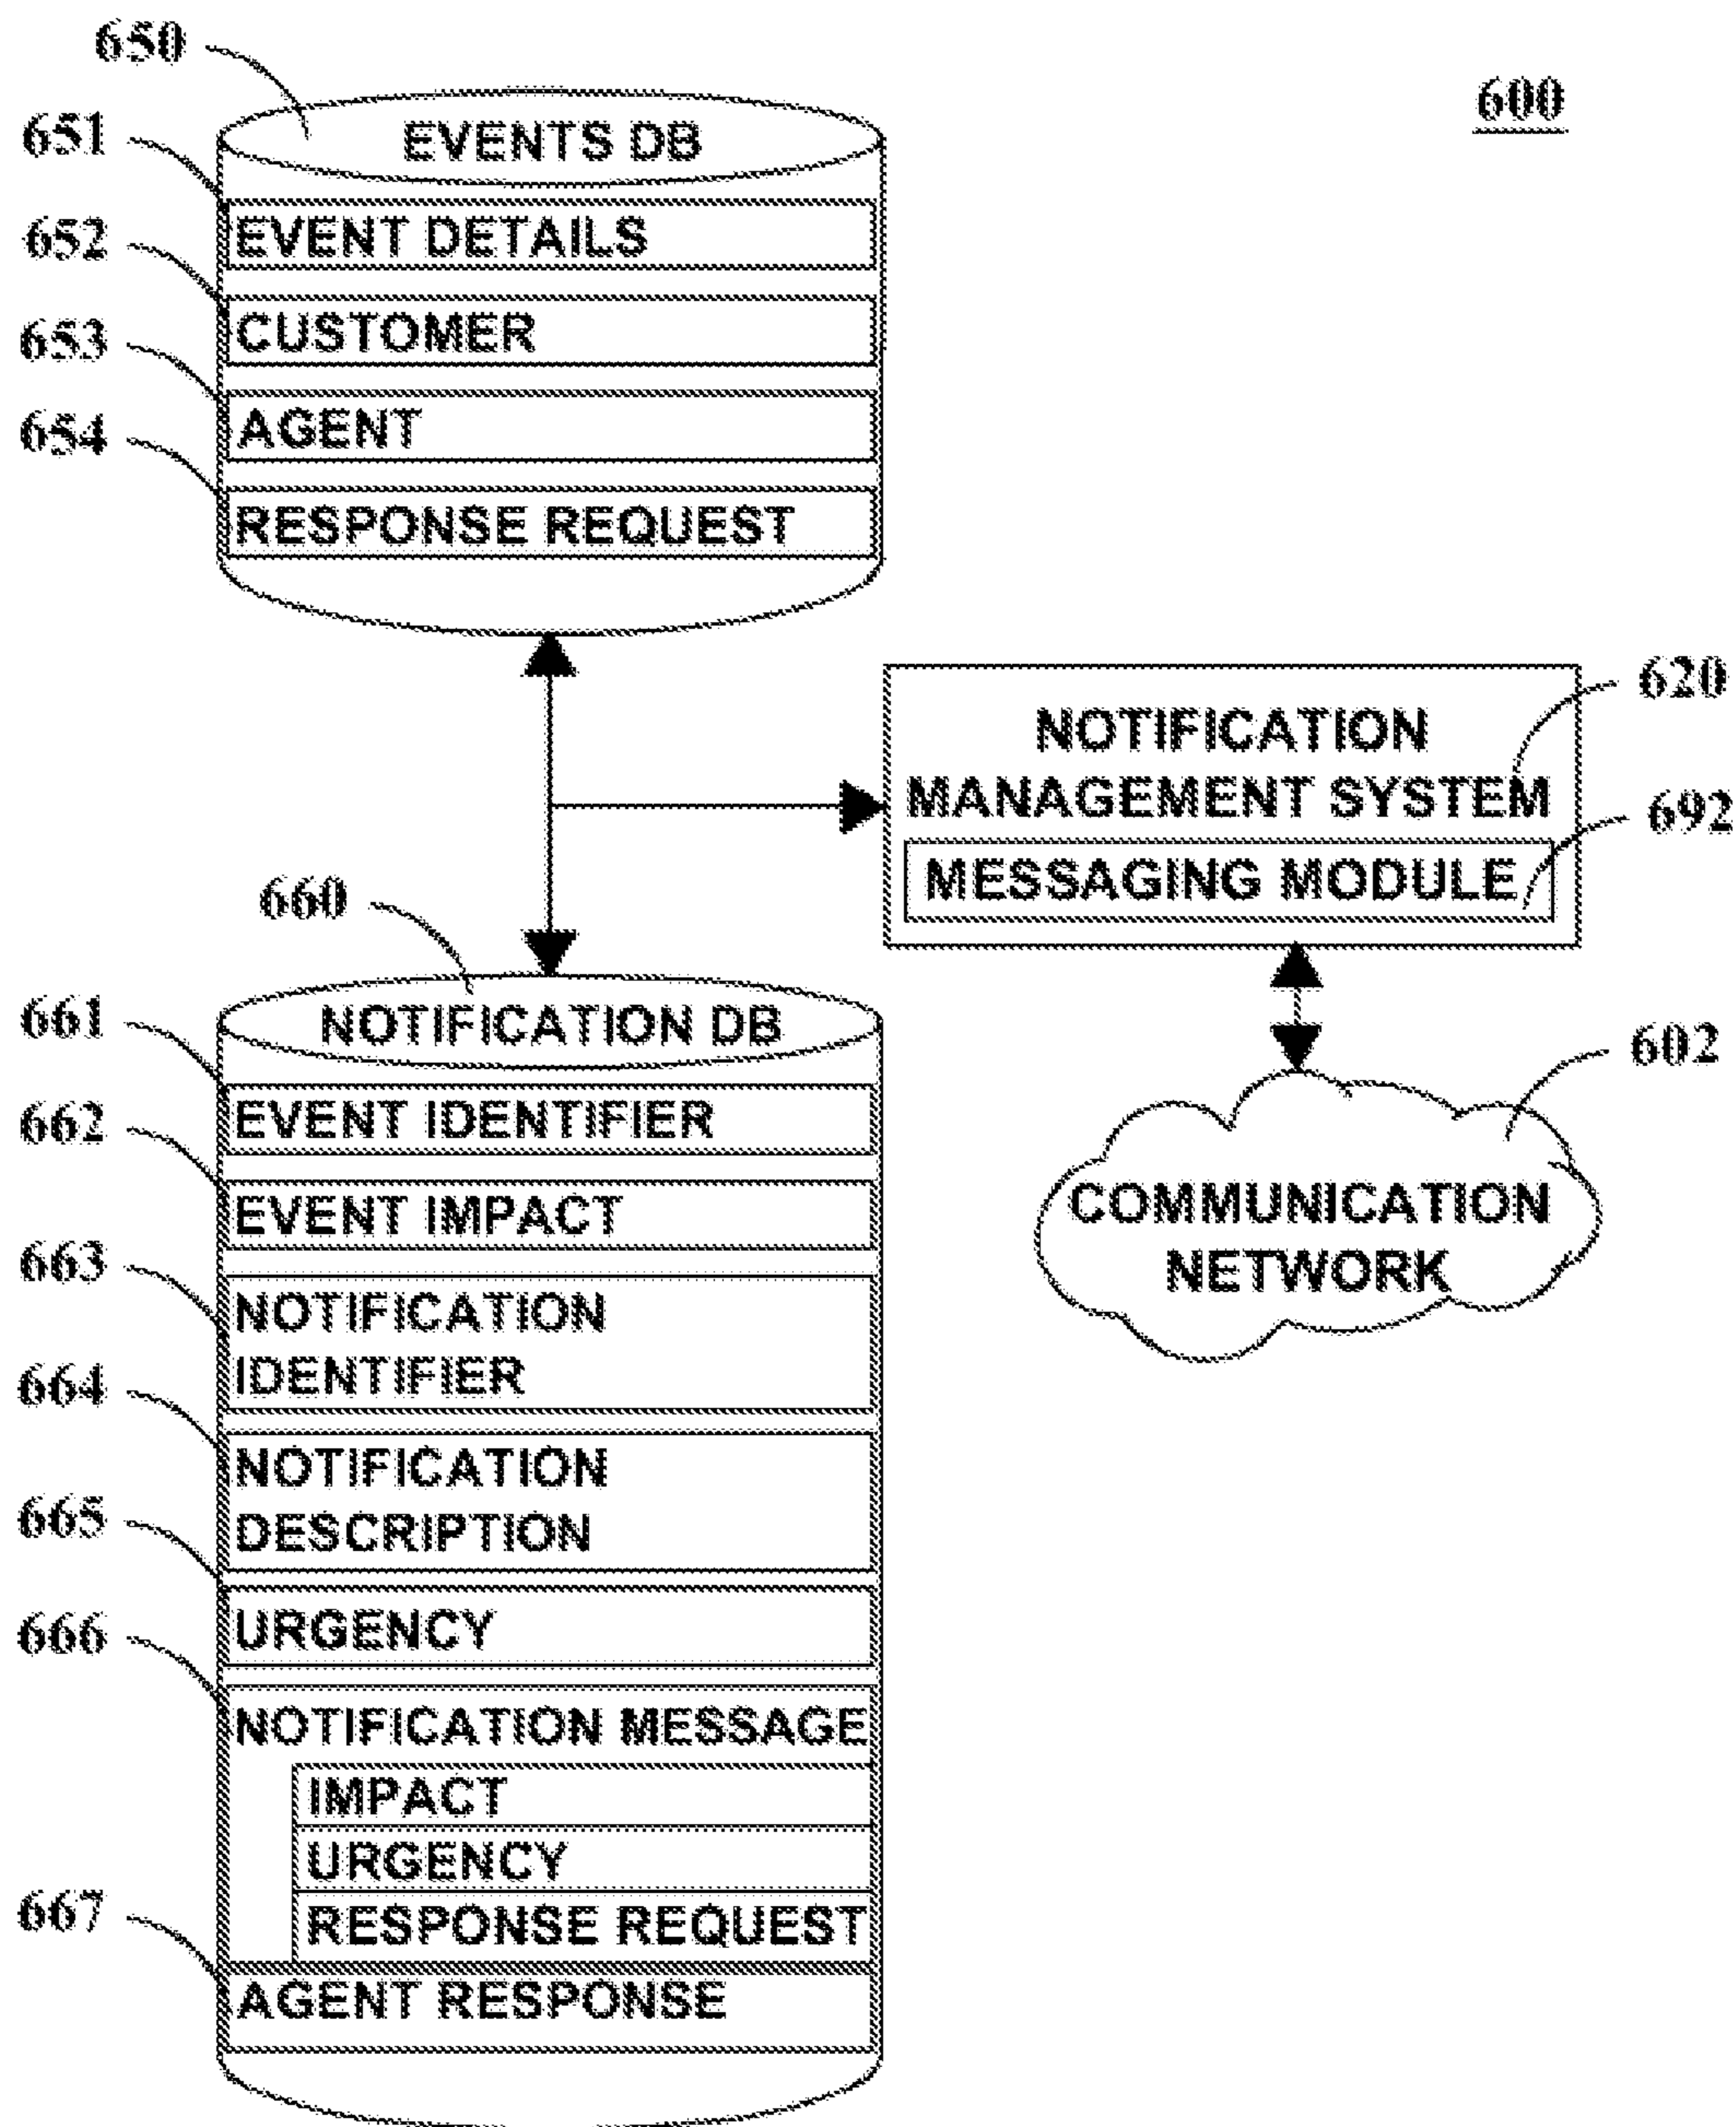 650
600
EVENTS DB
651
EVENT DETAILS
652
CUSTOMER
653
AGENT
654
RESPONSE REQUEST
620
NOTIFICATION
MANAGEMENT SYSTEM
692
MESSAGING MODULE
660
NOTIFICATION DB
602
COMMUNICATION
NETWORK
661
EVENT IDENTIFIER
662
EVENT IMPACT
663
NOTIFICATION
IDENTIFIER
664
NOTIFICATION
DESCRIPTION
665
URGENCY
666
NOTIFICATION MESSAGE
IMPACT
URGENCY
RESPONSE REQUEST
667
AGENT RESPONSE